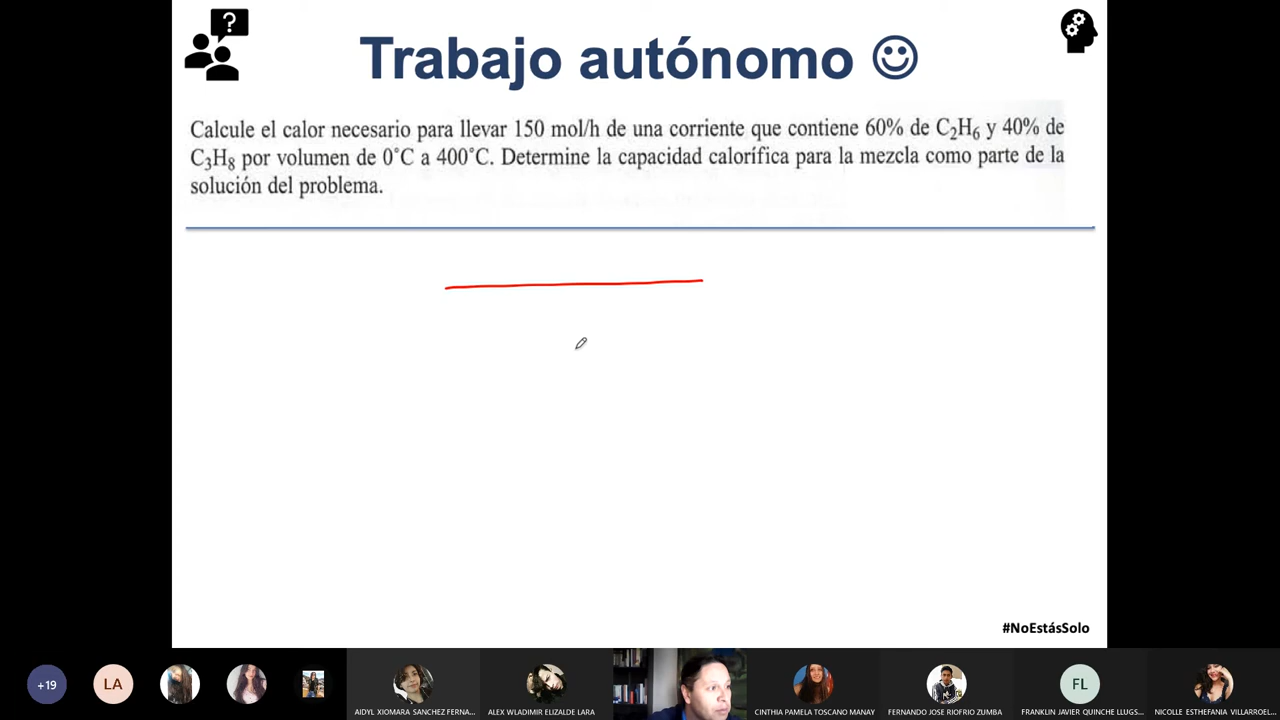 ?
Trabajo autónomo ☺
Calcule el calor necesario para llevar 150 mol/h de una corriente que contiene 60% de C₂H₆ y 40% de
C₃H₈ por volumen de 0°C a 400°C. Determine la capacidad calorífica para la mezcla como parte de la
solución del problema.
#NoEstásSolo
+19
LA
AIDYL XIOMARA SANCHEZ FERNA...
ALEX WLADIMIR ELIZALDE LARA
CINTHIA PAMELA TOSCANO MANAY
FERNANDO JOSE RIOFRIO ZUMBA
FL
FRANKLIN JAVIER QUINCHE LLUGS...
NICOLLE ESTHEFANIA VILLARROEL...